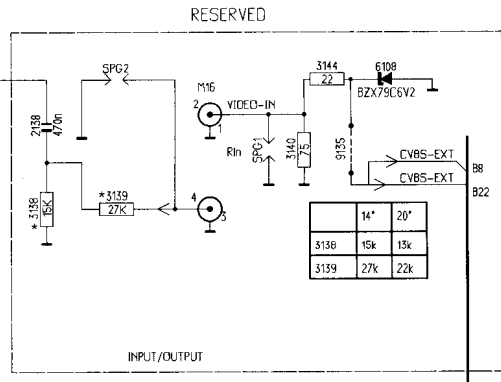 RESERVED
SPG2
M16
2
VIDEO-IN
1
3144
22
6108
BZX79C6V2
2138
470n
RIn
SPG1
3140
75
9135
CVBS-EXT
B8
CVBS-EXT
B22
* 3138
15K
* 3139
27K
4
3
14" 20"
3138 15k 13k
3139 27k 22k
INPUT/OUTPUT